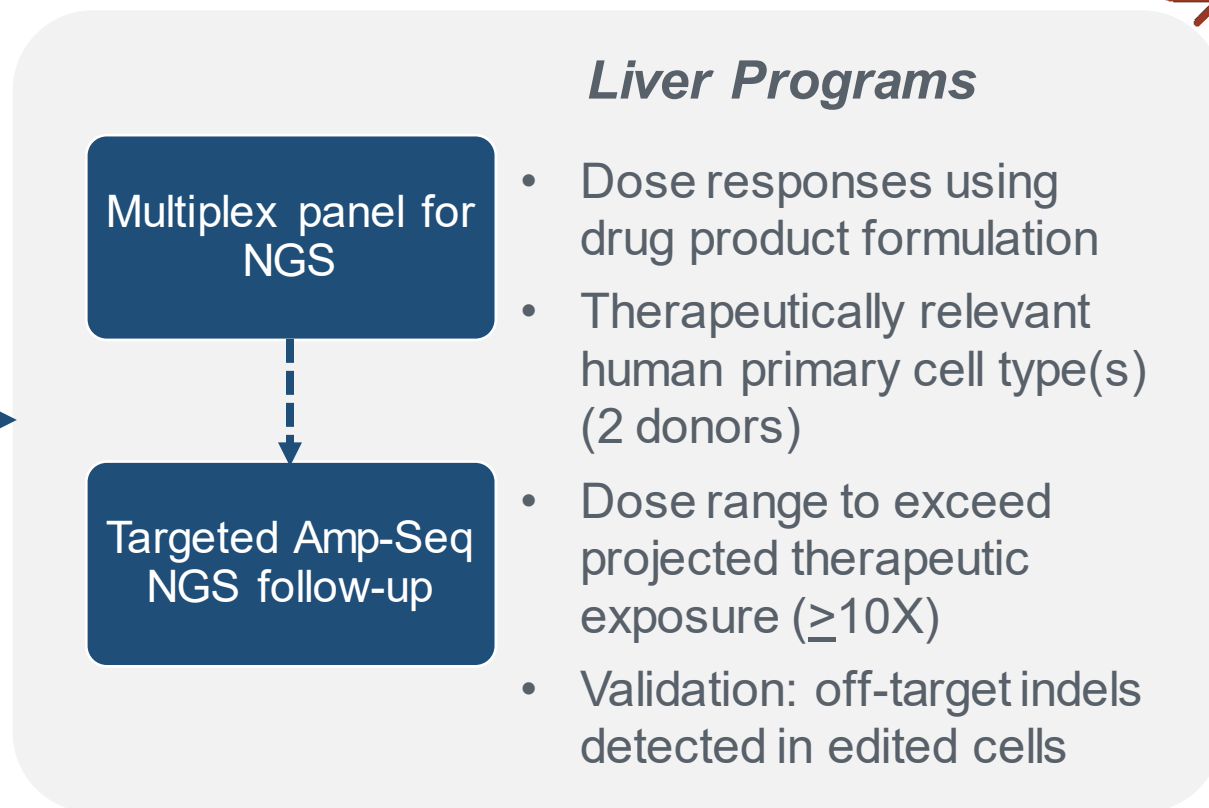 Liver Programs
Multiplex panel for
NGS
Targeted Amp-Seq
NGS follow-up
• Dose responses using
drug product formulation
• Therapeutically relevant
human primary cell type(s)
(2 donors)
• Dose range to exceed
projected therapeutic
exposure (≥10X)
• Validation: off-target indels
detected in edited cells